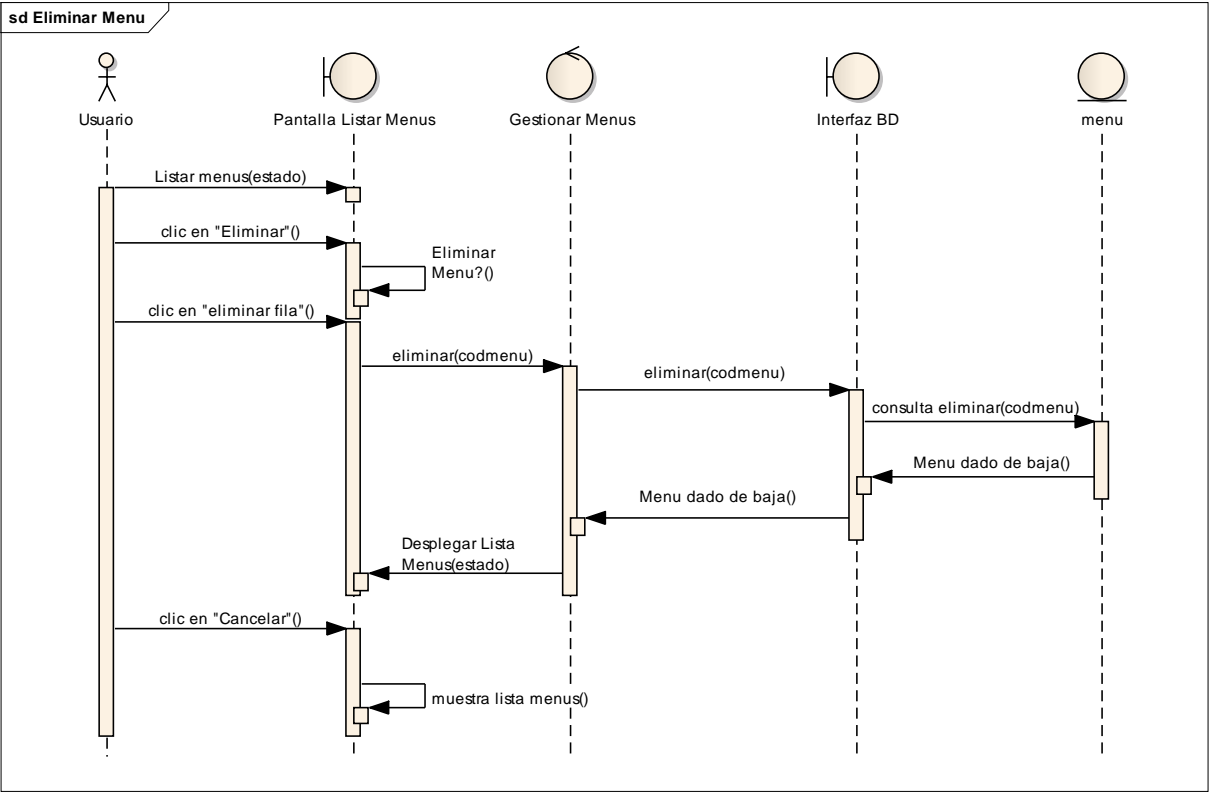 sd Eliminar Menu
Usuario
Pantalla Listar Menus
Gestionar Menus
Interfaz BD
menu
Listar menus(estado)
clic en "Eliminar"()
Eliminar
Menu?()
clic en "eliminar fila"()
eliminar(codmenu)
eliminar(codmenu)
consulta eliminar(codmenu)
Menu dado de baja()
Menu dado de baja()
Desplegar Lista
Menus(estado)
clic en "Cancelar"()
muestra lista menus()